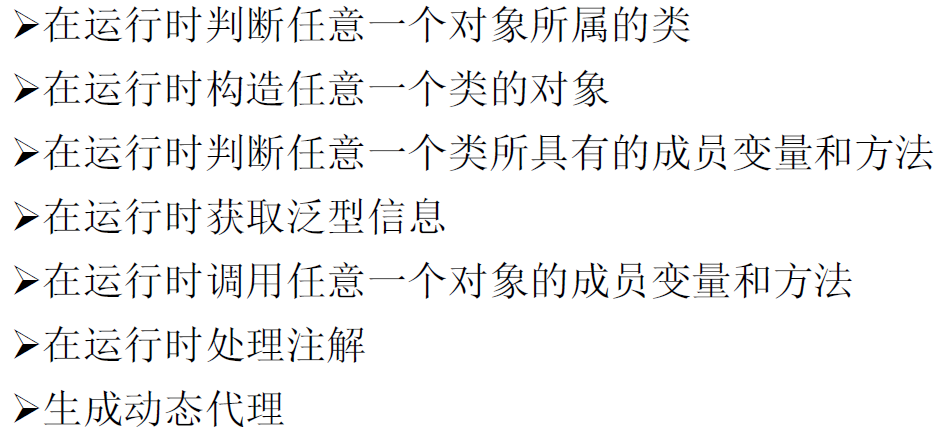 ➢在运行时判断任意一个对象所属的类
➢在运行时构造任意一个类的对象
➢在运行时判断任意一个类所具有的成员变量和方法
➢在运行时获取泛型信息
➢在运行时调用任意一个对象的成员变量和方法
➢在运行时处理注解
➢生成动态代理